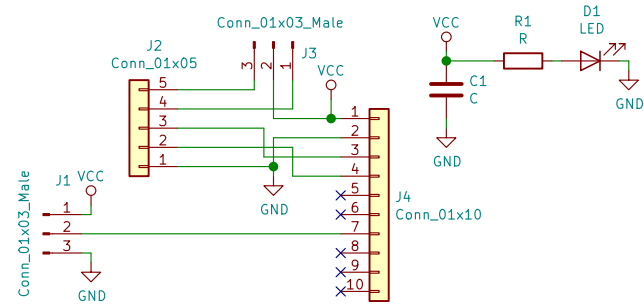 Conn_01x03_Male
J3
3
2
1
J2
Conn_01x05
5
4
3
2
1
VCC
GND
J1
VCC
Conn_01x03_Male
1
2
3
GND
1
2
3
4
5
6
7
8
9
10
J4
Conn_01x10
VCC
R1
R
D1
LED
C1
C
GND
GND